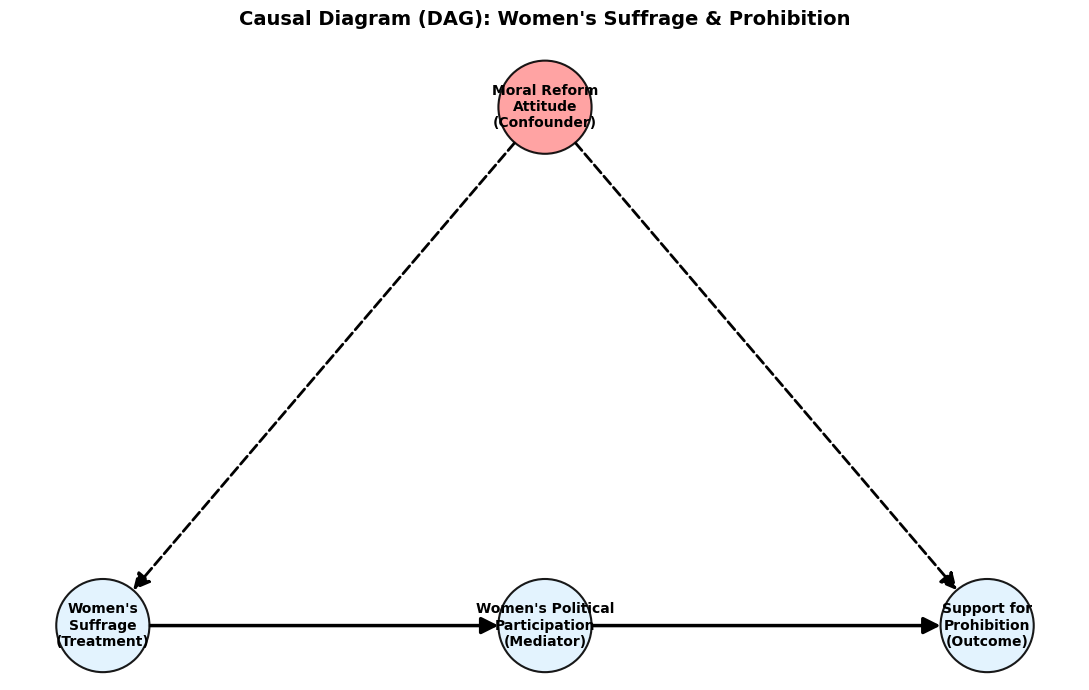 Causal Diagram (DAG): Women's Suffrage & Prohibition
Moral Reform
Attitude
(Confounder)
Women's
Suffrage
(Treatment)
Women's Political
Participation
(Mediator)
Support for
Prohibition
(Outcome)